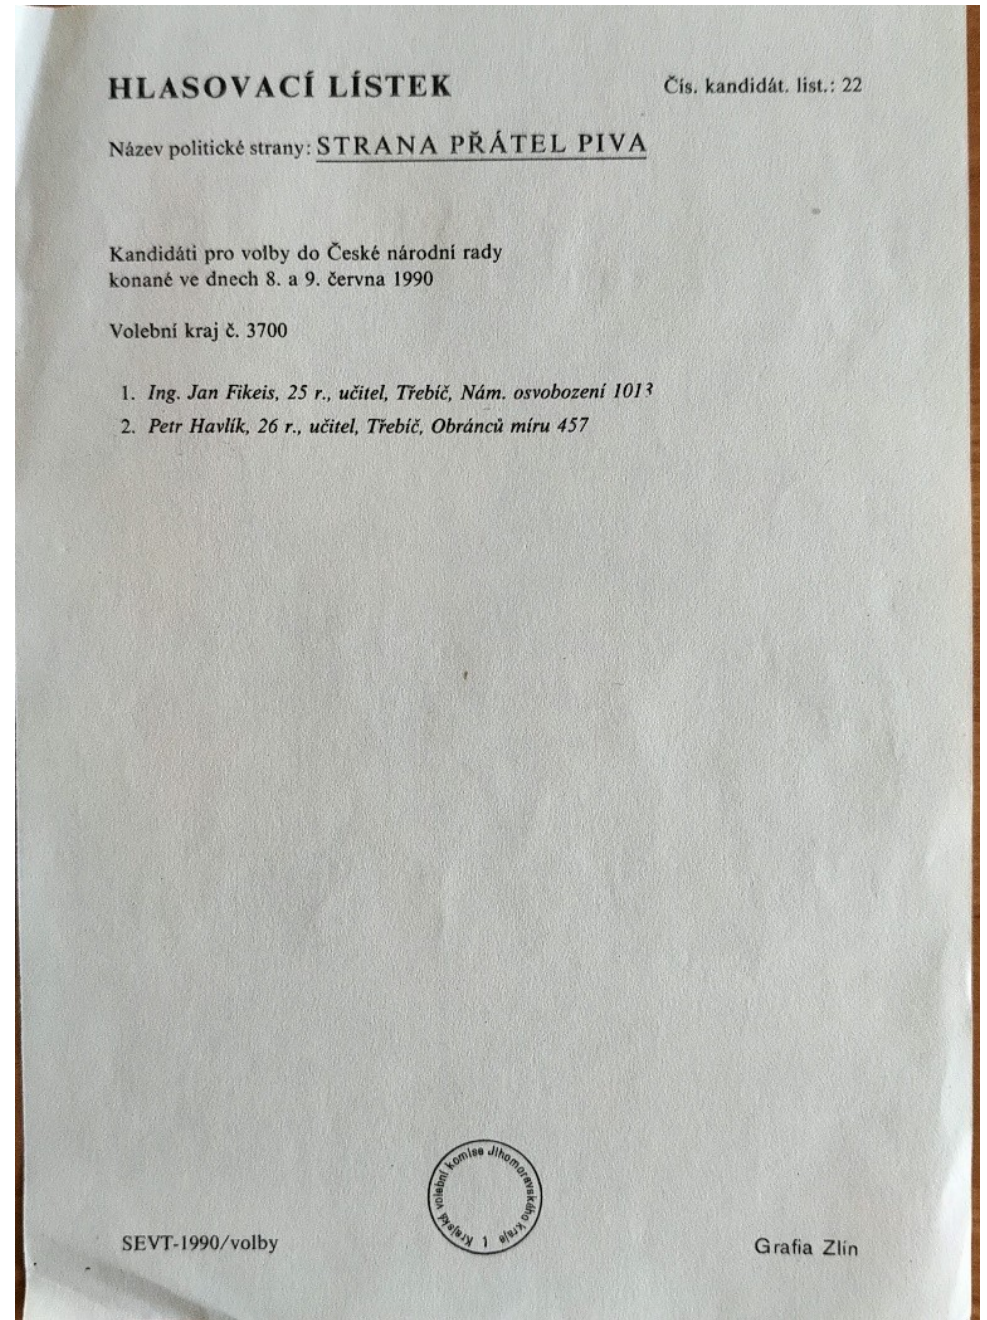 HLASOVACÍ LÍSTEK
Čís. kandidát. list.: 22
Název politické strany: STRANA PŘÁTEL PIVA
Kandidáti pro volby do České národní rady
konané ve dnech 8. a 9. června 1990
Volební kraj č. 3700
1. Ing. Jan Fikeis, 25 r., učitel, Třebíč, Nám. osvobození 1013
2. Petr Havlík, 26 r., učitel, Třebíč, Obránců míru 457
Krajská volební komise Jihomoravského kraje 1
SEVT-1990/volby
Grafia Zlín